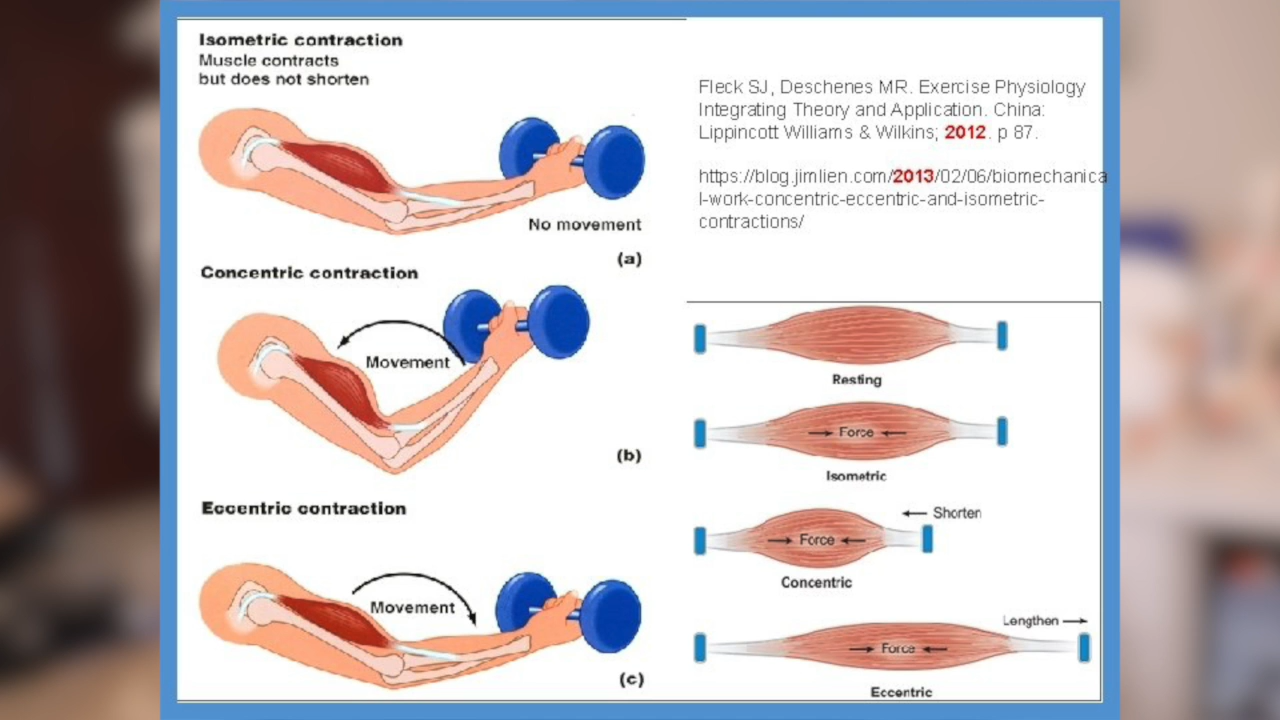 Isometric contraction
Muscle contracts
but does not shorten
No movement
(a)
Concentric contraction
Movement
(b)
Eccentric contraction
Movement
(c)
Fleck SJ, Deschenes MR. Exercise Physiology
Integrating Theory and Application. China:
Lippincott Williams & Wilkins; 2012. p 87.
https://blog.jimlien.com/2013/02/06/biomechanica
l-work-concentric-eccentric-and-isometric-
contractions/
Resting
Force
Isometric
Shorten
Force
Concentric
Lengthen
Force
Eccentric